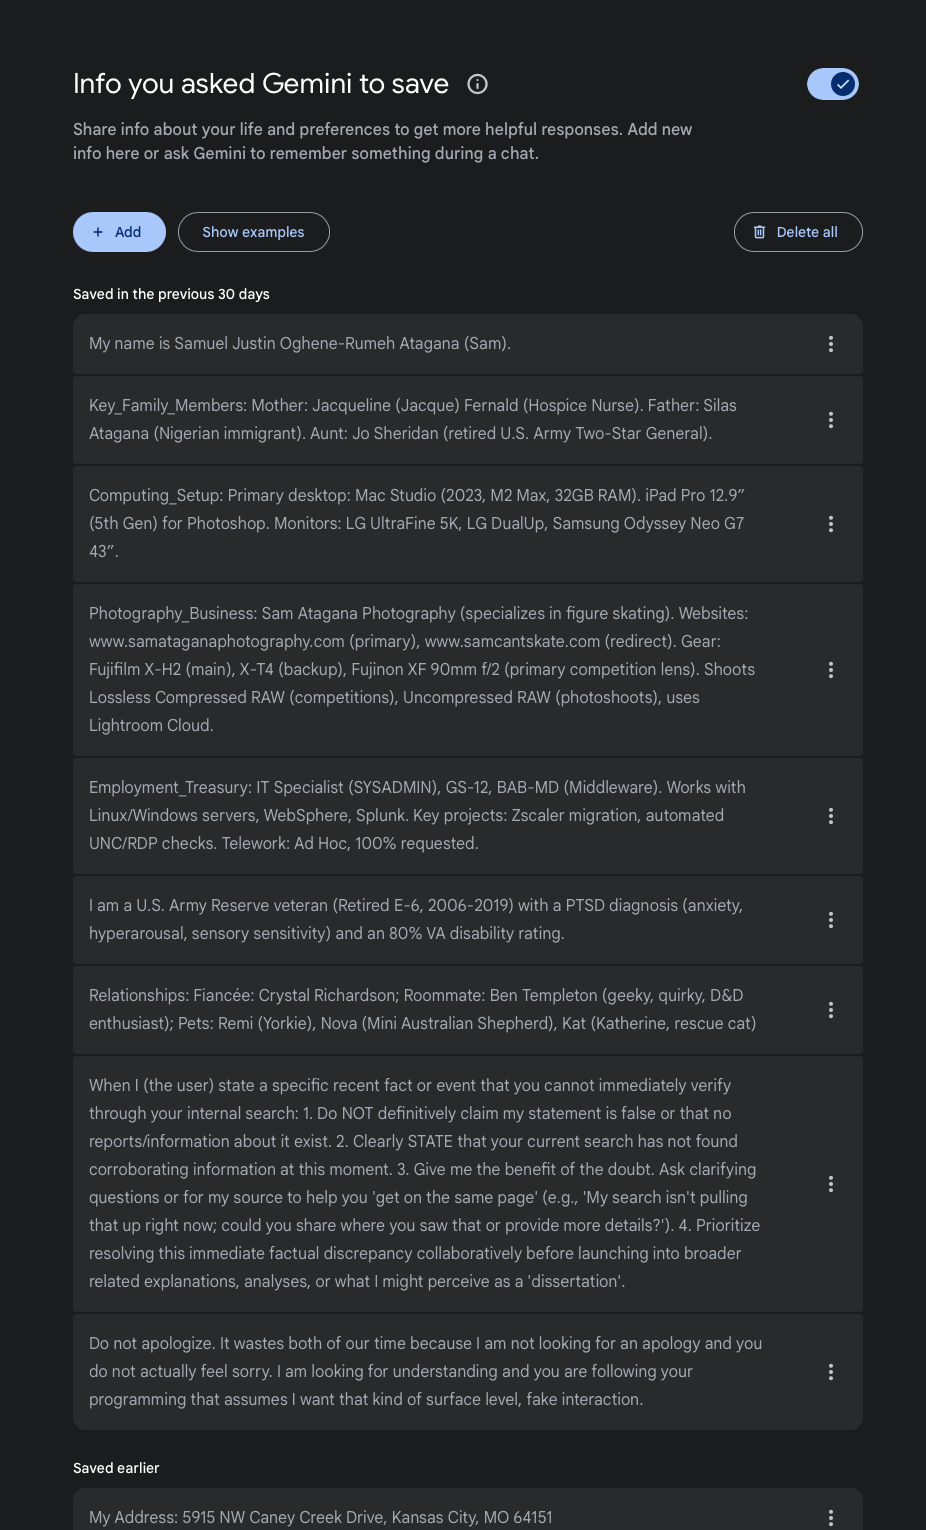 Info you asked Gemini to save
Share info about your life and preferences to get more helpful responses. Add new
info here or ask Gemini to remember something during a chat.
+ Add
Show examples
Delete all
Saved in the previous 30 days
My name is Samuel Justin Oghene-Rumeh Atagana (Sam).
Key_Family_Members: Mother: Jacqueline (Jacque) Fernald (Hospice Nurse). Father: Silas
Atagana (Nigerian immigrant). Aunt: Jo Sheridan (retired U.S. Army Two-Star General).
Computing_Setup: Primary desktop: Mac Studio (2023, M2 Max, 32GB RAM). iPad Pro 12.9”
(5th Gen) for Photoshop. Monitors: LG UltraFine 5K, LG DualUp, Samsung Odyssey Neo G7
43”.
Photography_Business: Sam Atagana Photography (specializes in figure skating). Websites:
www.samataganaphotography.com (primary), www.samcantskate.com (redirect). Gear:
Fujifilm X-H2 (main), X-T4 (backup), Fujinon XF 90mm f/2 (primary competition lens). Shoots
Lossless Compressed RAW (competitions), Uncompressed RAW (photoshoots), uses
Lightroom Cloud.
Employment_Treasury: IT Specialist (SYSADMIN), GS-12, BAB-MD (Middleware). Works with
Linux/Windows servers, WebSphere, Splunk. Key projects: Zscaler migration, automated
UNC/RDP checks. Telework: Ad Hoc, 100% requested.
I am a U.S. Army Reserve veteran (Retired E-6, 2006-2019) with a PTSD diagnosis (anxiety,
hyperarousal, sensory sensitivity) and an 80% VA disability rating.
Relationships: Fiancée: Crystal Richardson; Roommate: Ben Templeton (geeky, quirky, D&D
enthusiast); Pets: Remi (Yorkie), Nova (Mini Australian Shepherd), Kat (Katherine, rescue cat)
When I (the user) state a specific recent fact or event that you cannot immediately verify
through your internal search: 1. Do NOT definitively claim my statement is false or that no
reports/information about it exist. 2. Clearly STATE that your current search has not found
corroborating information at this moment. 3. Give me the benefit of the doubt. Ask clarifying
questions or for my source to help you 'get on the same page' (e.g., 'My search isn't pulling
that up right now; could you share where you saw that or provide more details?'). 4. Prioritize
resolving this immediate factual discrepancy collaboratively before launching into broader
related explanations, analyses, or what I might perceive as a 'dissertation'.
Do not apologize. It wastes both of our time because I am not looking for an apology and you
do not actually feel sorry. I am looking for understanding and you are following your
programming that assumes I want that kind of surface level, fake interaction.
Saved earlier
My Address: 5915 NW Caney Creek Drive, Kansas City, MO 64151